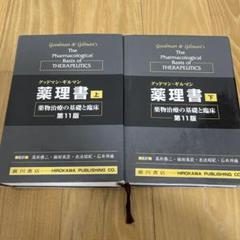 Goodman & Gilman's
The
Pharmacological
Basis of
THERAPEUTICS
グッドマン・ギルマン
薬理書 上
薬物治療の基礎と臨床
第11版
廣川書店 HIROKAWA PUBLISHING CO.
Goodman & Gilman's
The
Pharmacological
Basis of
THERAPEUTICS
グッドマン・ギルマン
薬理書 下
薬物治療の基礎と臨床
第11版
廣川書店 HIROKAWA PUBLISHING CO.